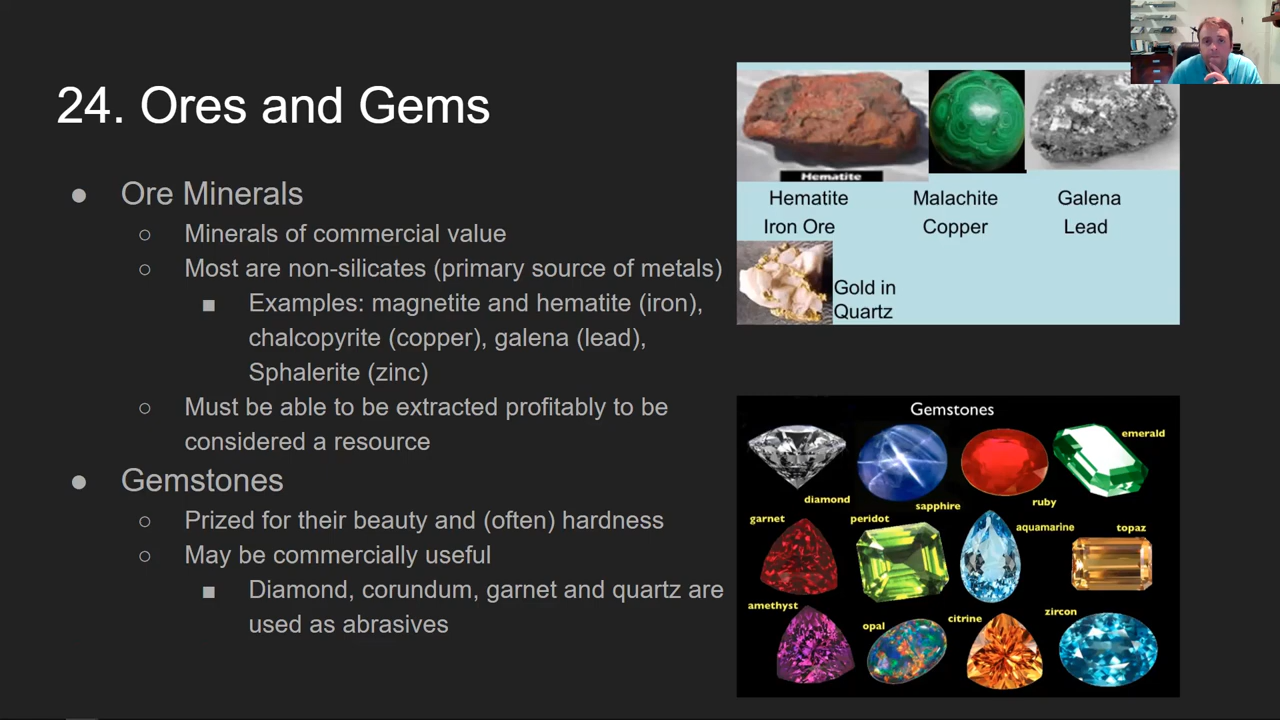 24. Ores and Gems
● Ore Minerals
○ Minerals of commercial value
○ Most are non-silicates (primary source of metals)
■ Examples: magnetite and hematite (iron),
chalcopyrite (copper), galena (lead),
Sphalerite (zinc)
○ Must be able to be extracted profitably to be
considered a resource
● Gemstones
○ Prized for their beauty and (often) hardness
○ May be commercially useful
■ Diamond, corundum, garnet and quartz are
used as abrasives
Hematite
Hematite Malachite Galena
Iron Ore Copper Lead
Gold in
Quartz
Gemstones
emerald
diamond
sapphire
ruby
garnet
peridot
aquamarine
topaz
amethyst
opal
citrine
zircon